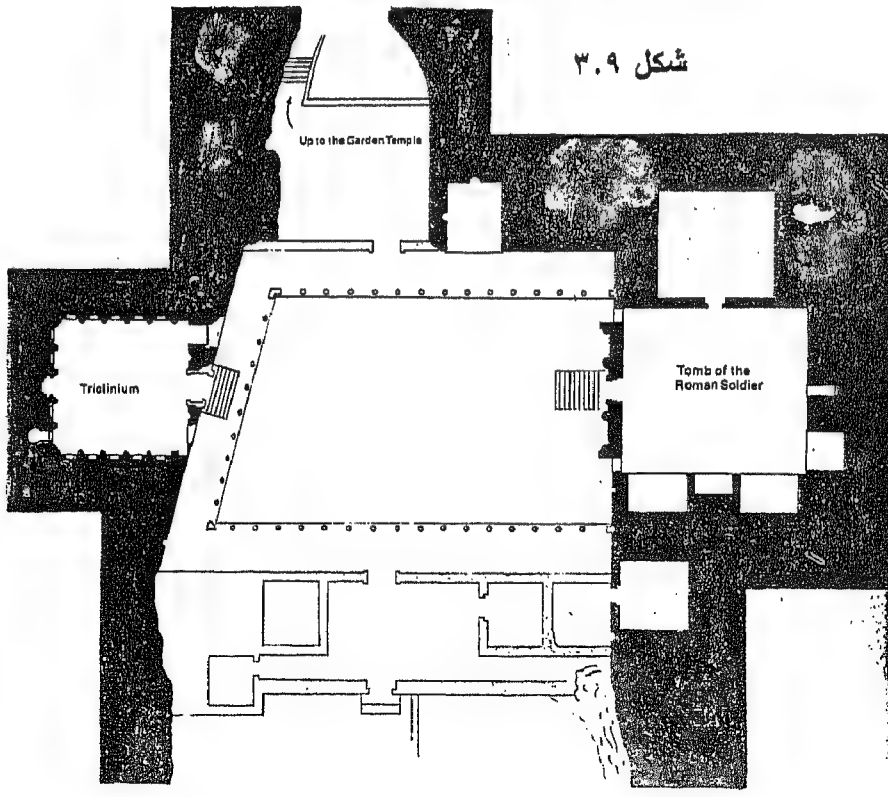 شكل ٣.٩
Up to the Garden Temple
Triclinium
Tomb of the
Roman Soldier